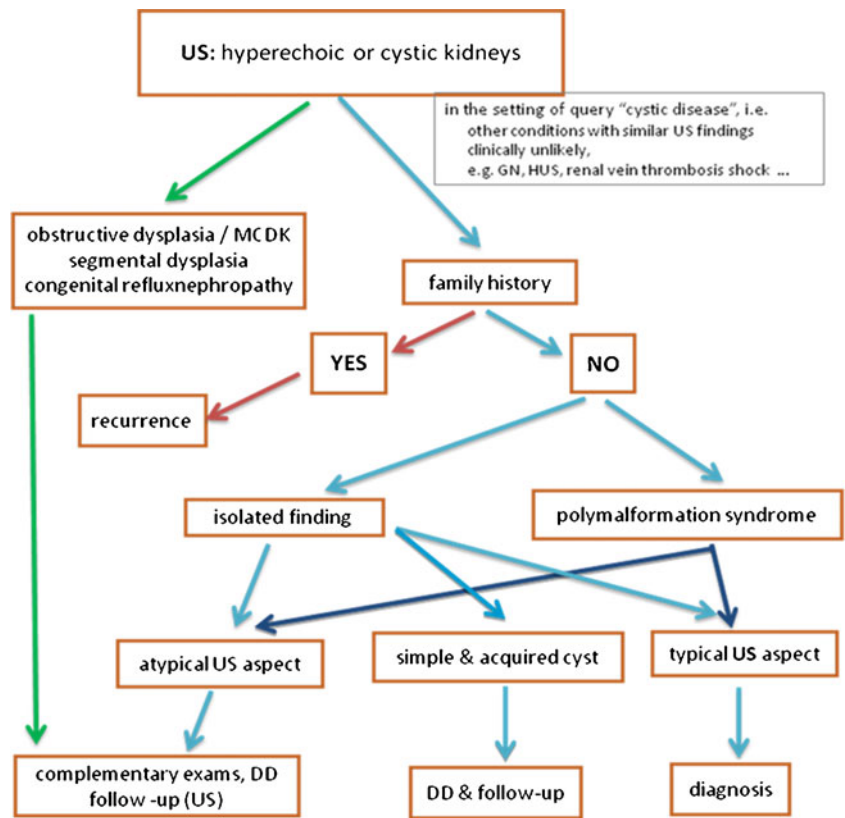 US: hyperechoic or cystic kidneys
in the setting of query "cystic disease", i.e.
other conditions with similar US findings
clinically unlikely,
e.g. GN, HUS, renal vein thrombosis shock ...
obstructive dysplasia / MCDK
segmental dysplasia
congenital refluxnephropathy
family history
YES
NO
recurrence
isolated finding
polymalformation syndrome
atypical US aspect
simple & acquired cyst
typical US aspect
complementary exams, DD
follow -up (US)
DD & follow-up
diagnosis